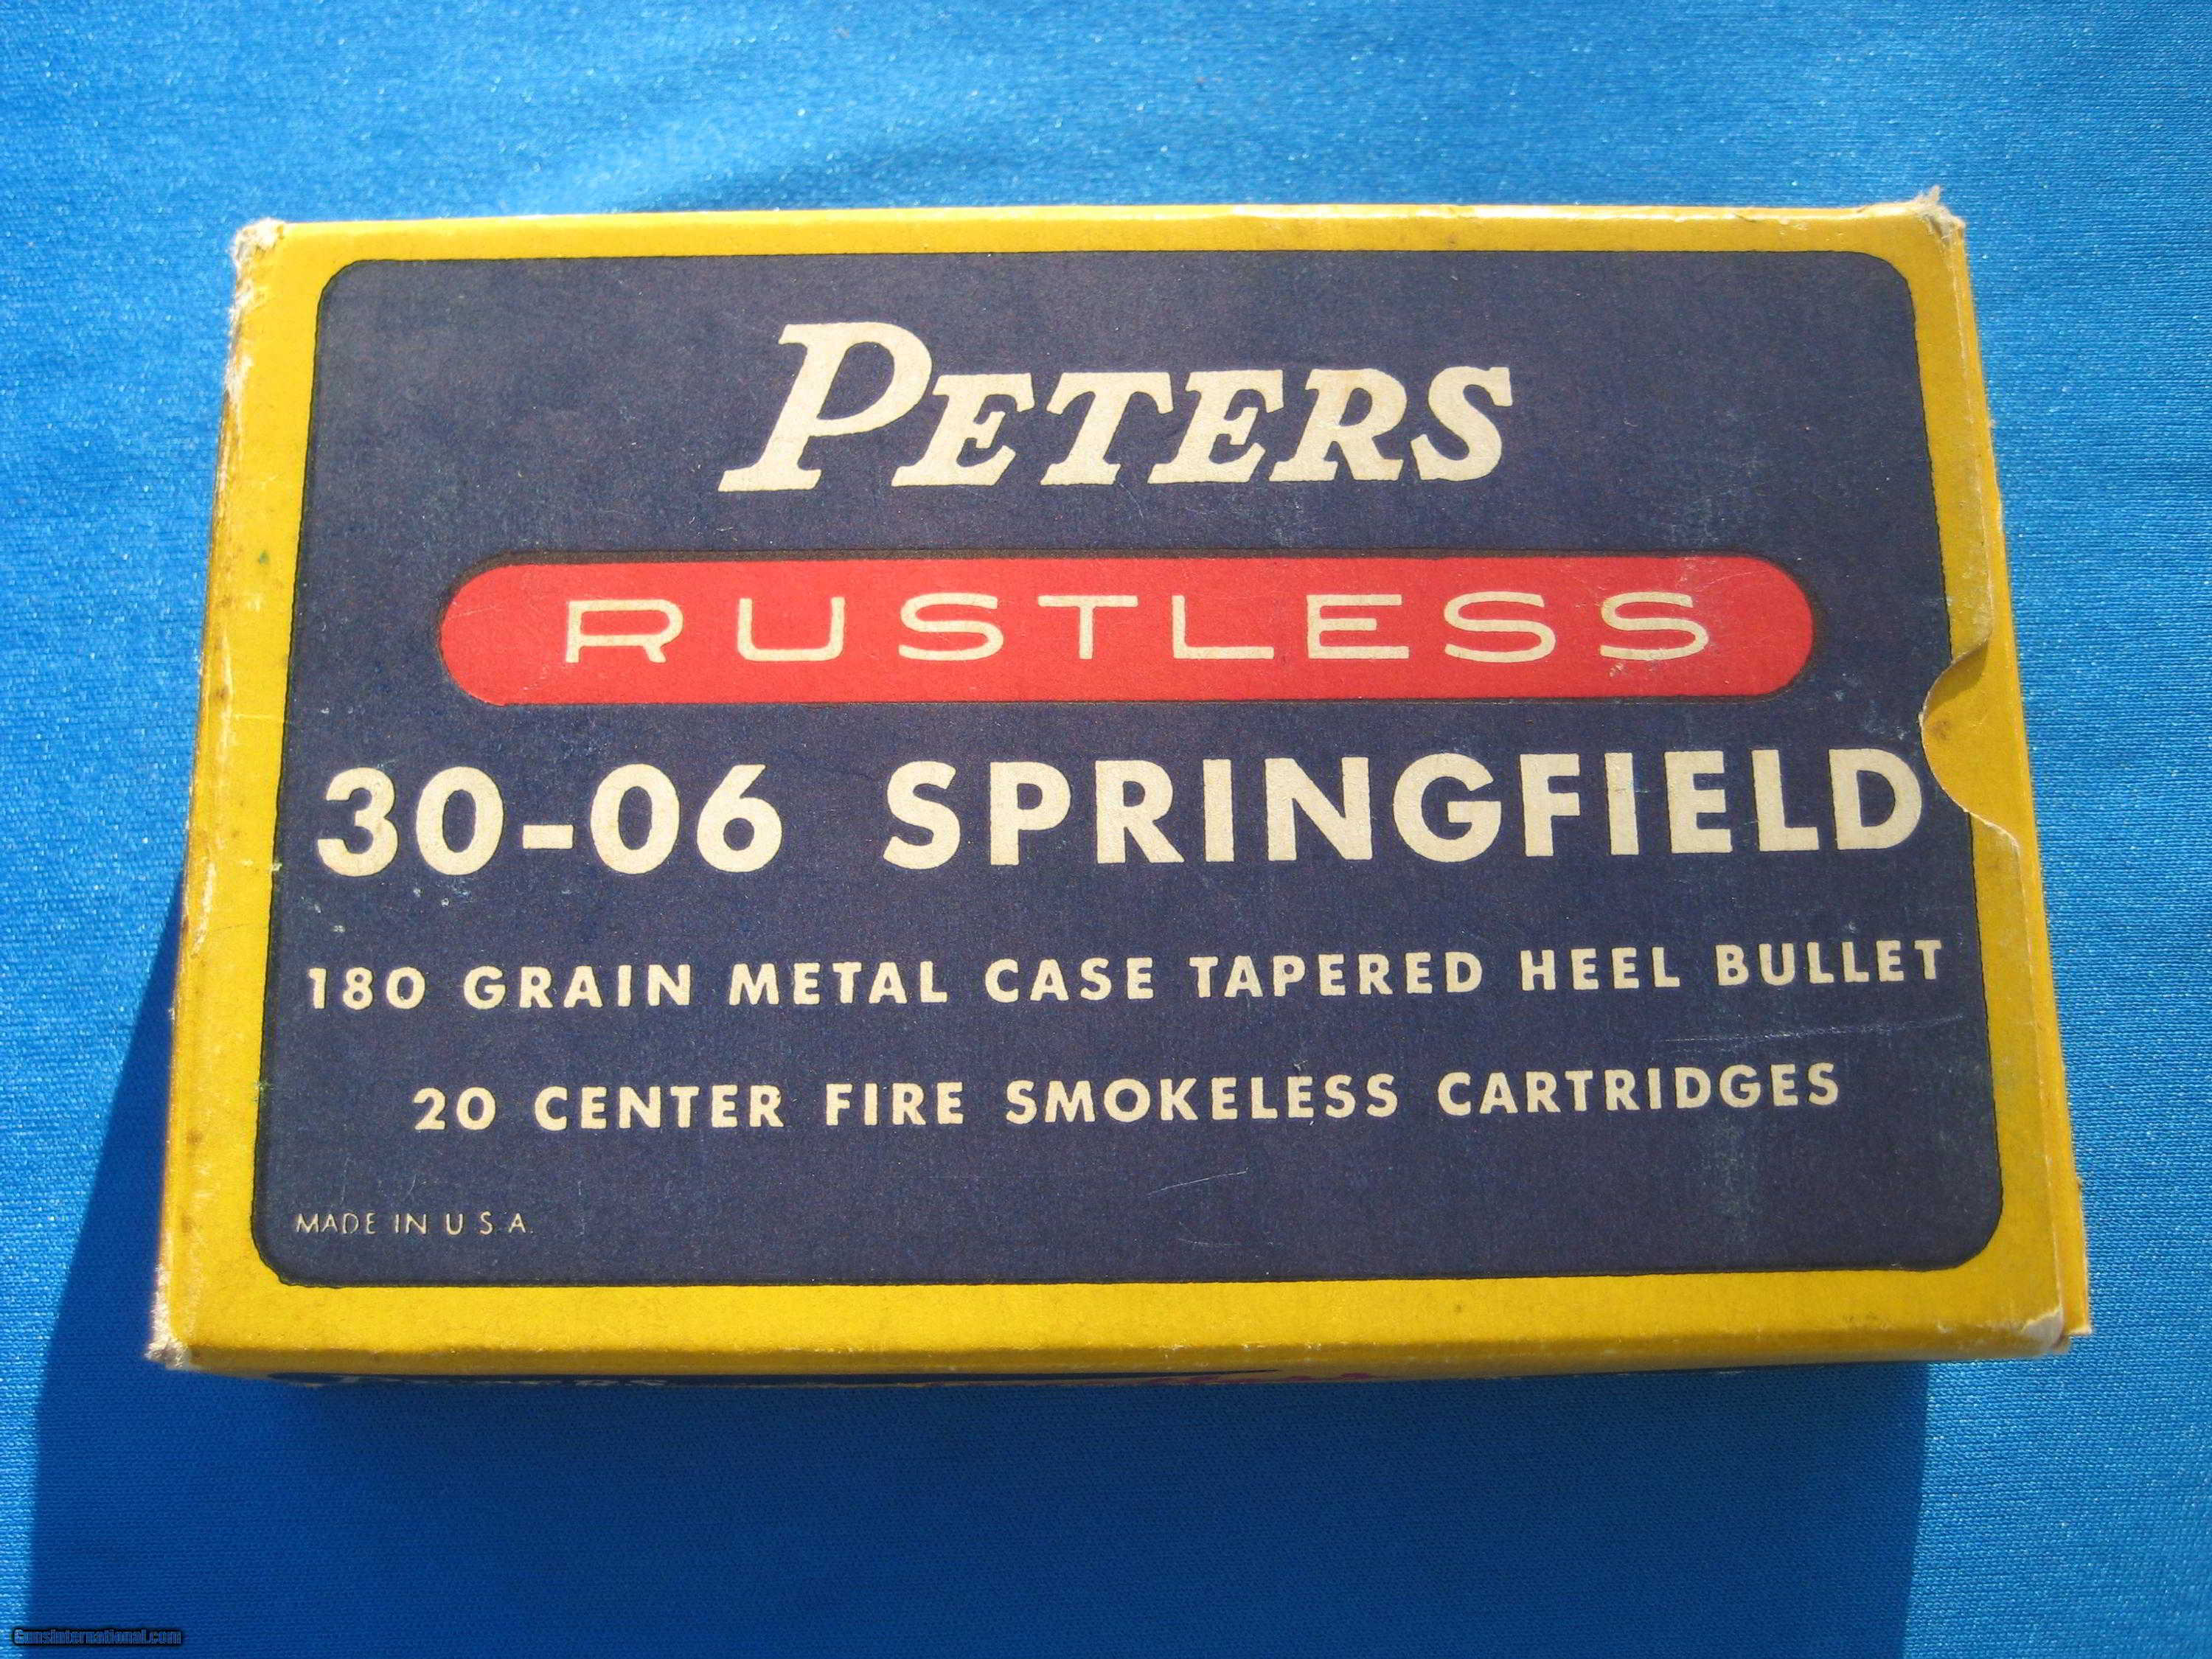 PETERS
RUSTLESS
30-06 SPRINGFIELD
180 GRAIN METAL CASE TAPERED HEEL BULLET
20 CENTER FIRE SMOKELESS CARTRIDGES
MADE IN U.S.A.
PETERS
GunsInternational.com